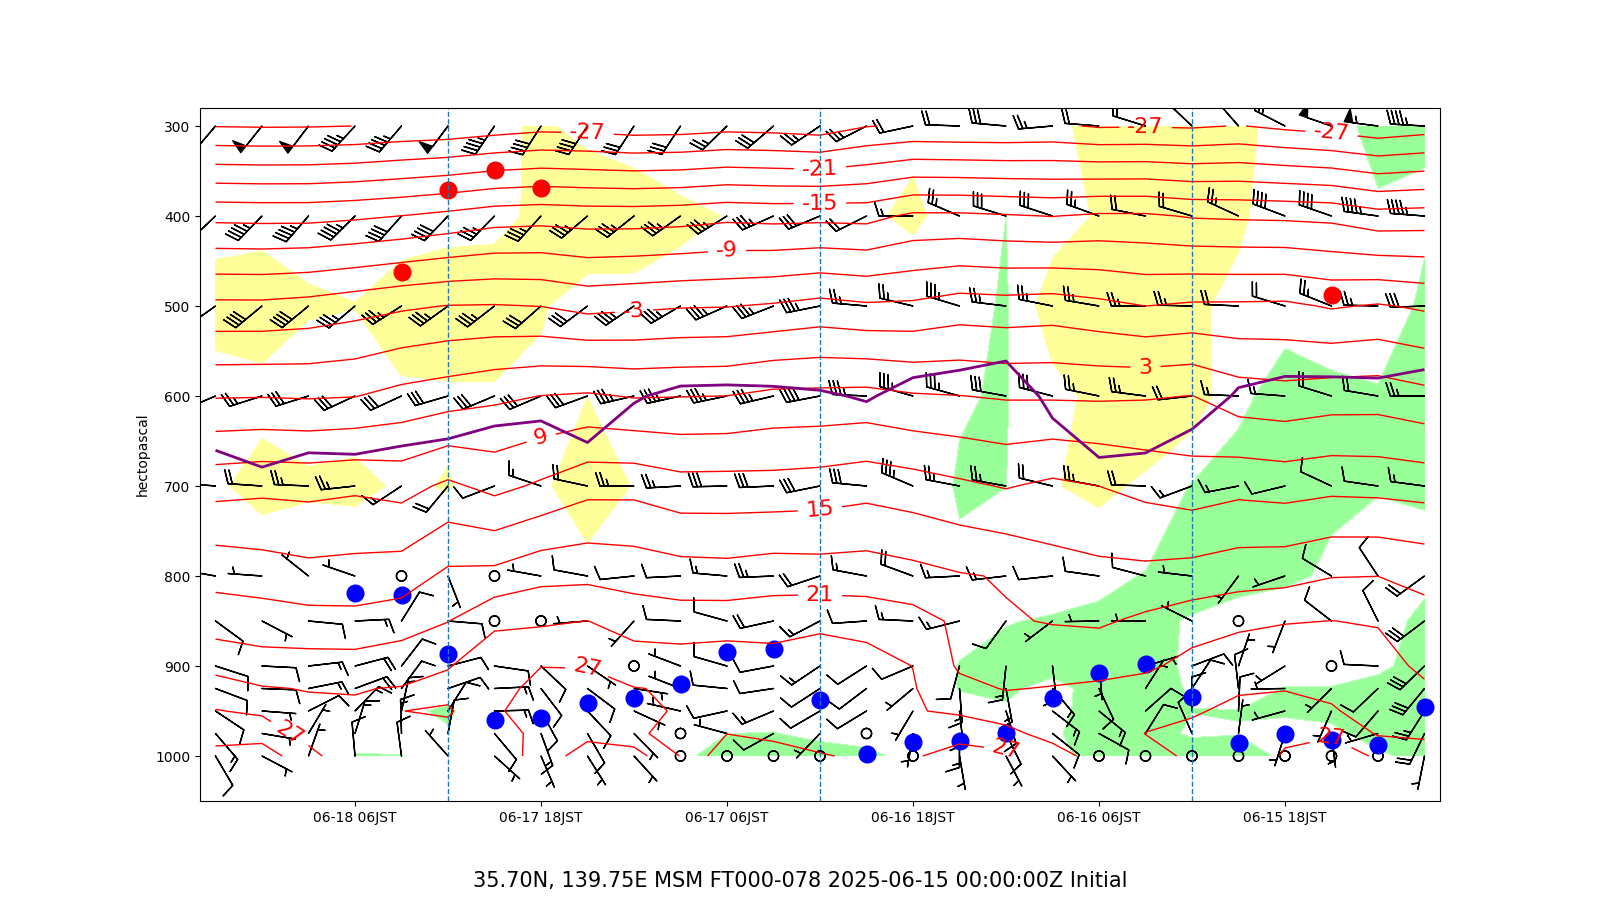 300
400
500
600
700
800
900
1000
hectopascal
-27
-27
-27
-21
-15
-9
-3
3
9
15
21
27
27
27
27
06-18 06JST
06-17 18JST
06-17 06JST
06-16 18JST
06-16 06JST
06-15 18JST
35.70N, 139.75E MSM FT000-078 2025-06-15 00:00:00Z Initial